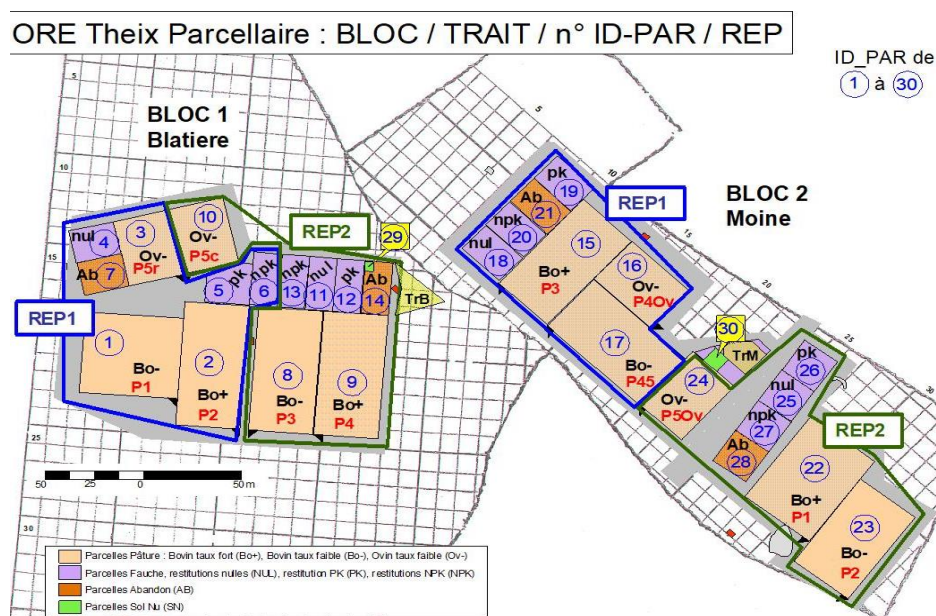 ORE Theix Parcellaire : BLOC / TRAIT / n° ID-PAR / REP
ID_PAR de
1 à 30
BLOC 1
Blatiere
BLOC 2
Moine
REP1
REP2
REP1
REP2
5
10
15
25
30
5
10
15
20
25
30
nul 4
Ab 7
3
Ov-
P5r
10
Ov-
P5c
29
pk
5
npk
6
npk
13
nul
11
pk
12
Ab
14
TrB
1
Bo-
P1
2
Bo+
P2
8
Bo-
P3
9
Bo+
P4
pk
19
Ab
21
npk
20
nul
18
15
Bo+
P3
16
Ov-
P4Ov
17
Bo-
P45
30
TrM
24
Ov-
P5Ov
pk
26
nul
25
npk
27
Ab
28
22
Bo+
P1
23
Bo-
P2
50 25 0 50 m
Parcelles Pâture : Bovin taux fort (Bo+), Bovin taux faible (Bo-), Ovin taux faible (Ov-)
Parcelles Fauche, restitutions nulles (NUL), restitution PK (PK), restitutions NPK (NPK)
Parcelles Abandon (AB)
Parcelles Sol Nu (SN)